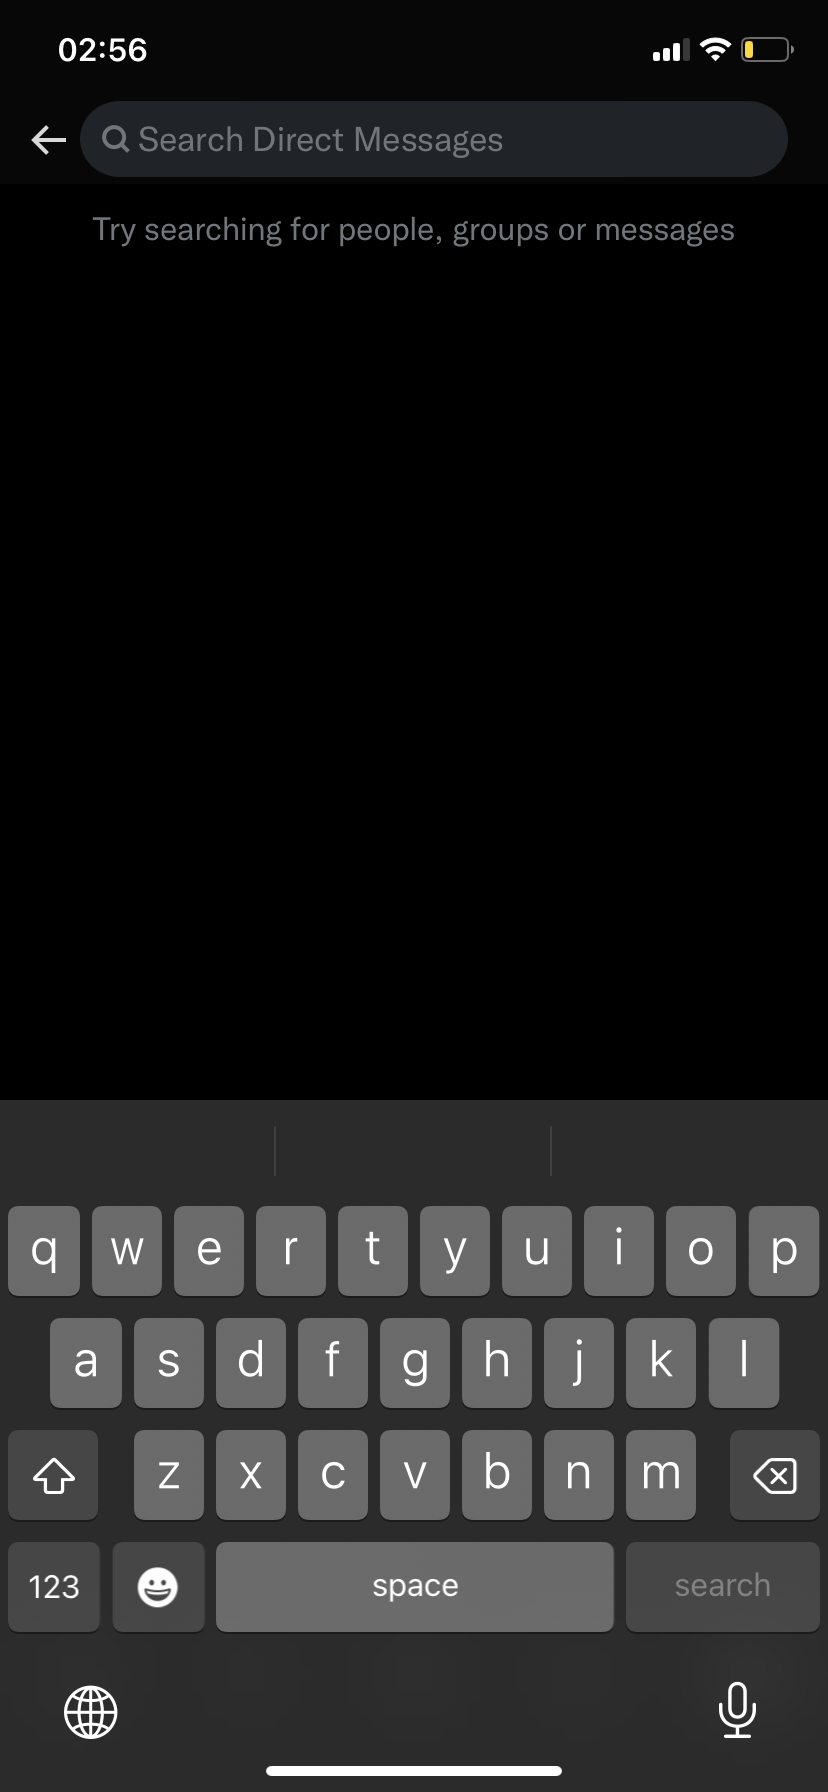 02:56
Search Direct Messages
Try searching for people, groups or messages
q w e r t y u i o p
a s d f g h j k l
z x c v b n m
123 space search